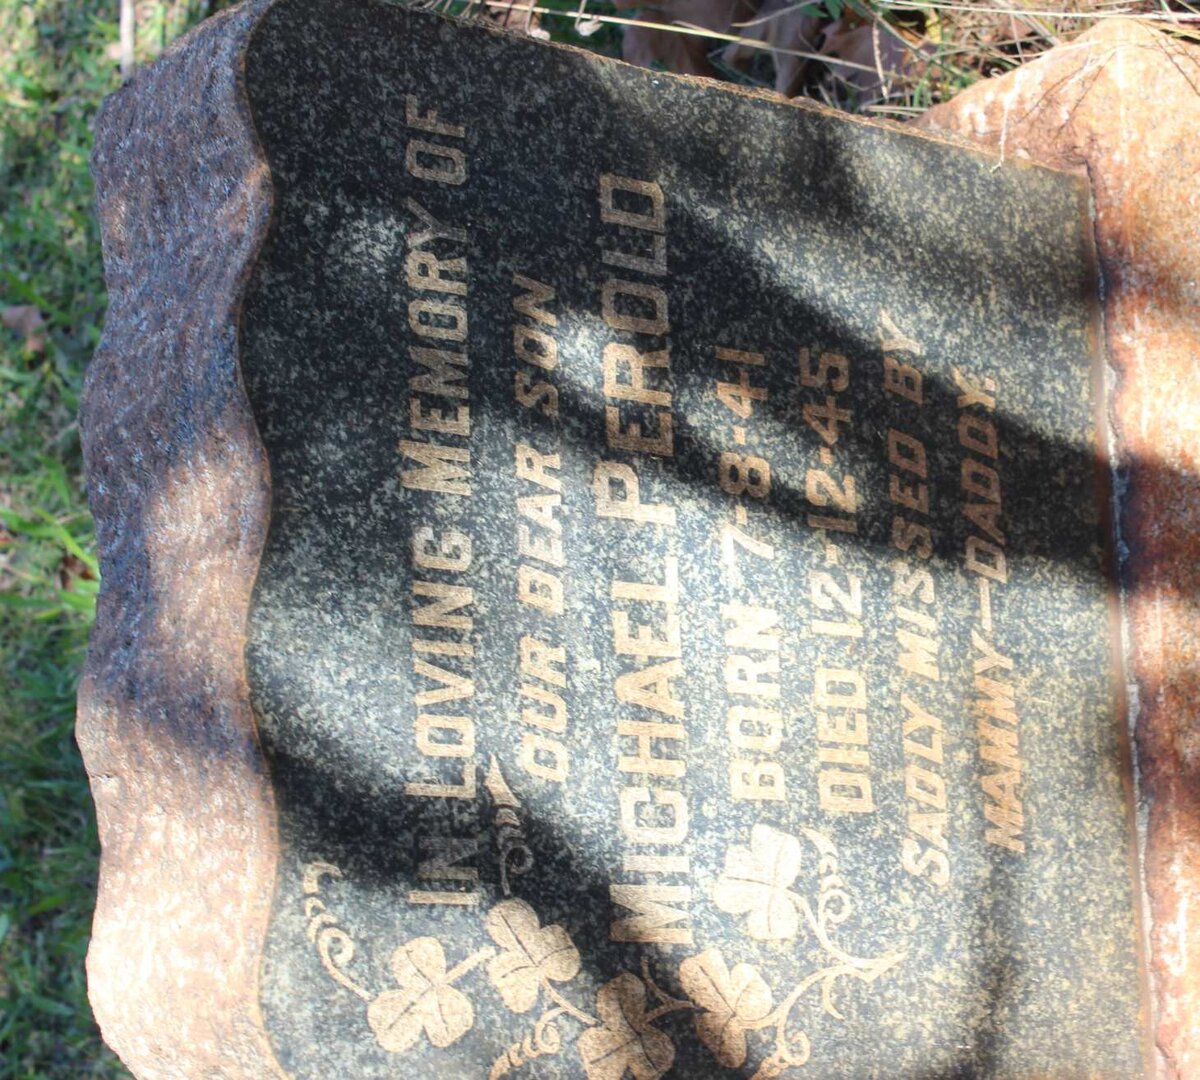 IN LOVING MEMORY OF
OUR DEAR SON
MICHAEL PEROLD
BORN 7-8-41
DIED 12-12-45
SADLY MISSED BY
MAMMY—DADDY.